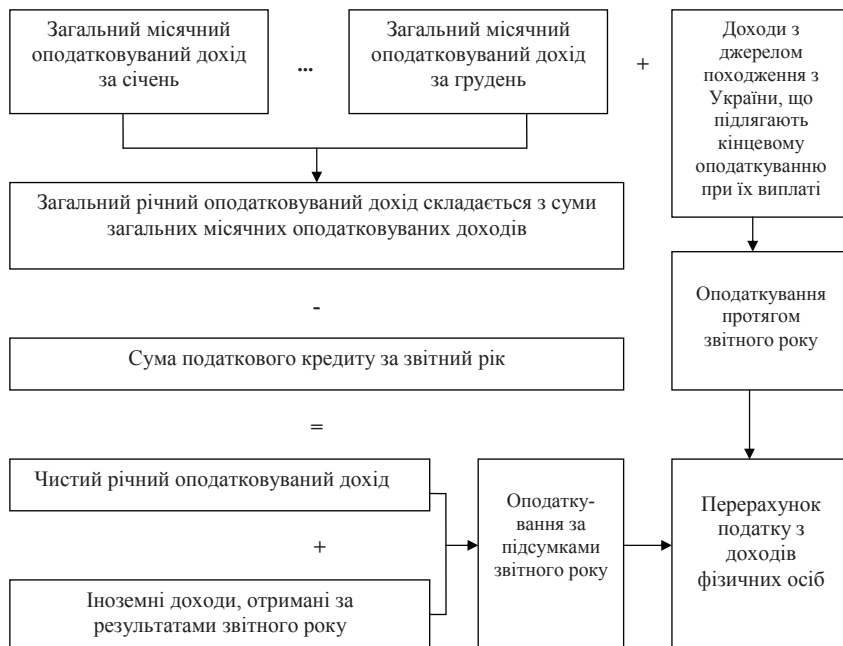 Загальний місячний
оподатковуваний дохід
за січень
...
Загальний місячний
оподатковуваний дохід
за грудень
+
Доходи з
джерелом
походження з
України, що
підлягають
кінцевому
оподаткуванню
при їх виплаті
Загальний річний оподатковуваний дохід складається з суми
загальних місячних оподатковуваних доходів
Оподаткування
протягом
звітного року
-
Сума податкового кредиту за звітний рік
=
Чистий річний оподатковуваний дохід
+
Іноземні доходи, отримані за
результатами звітного року
Оподатку-
вання за
підсумками
звітного року
Перерахунок
податку з
доходів
фізичних осіб